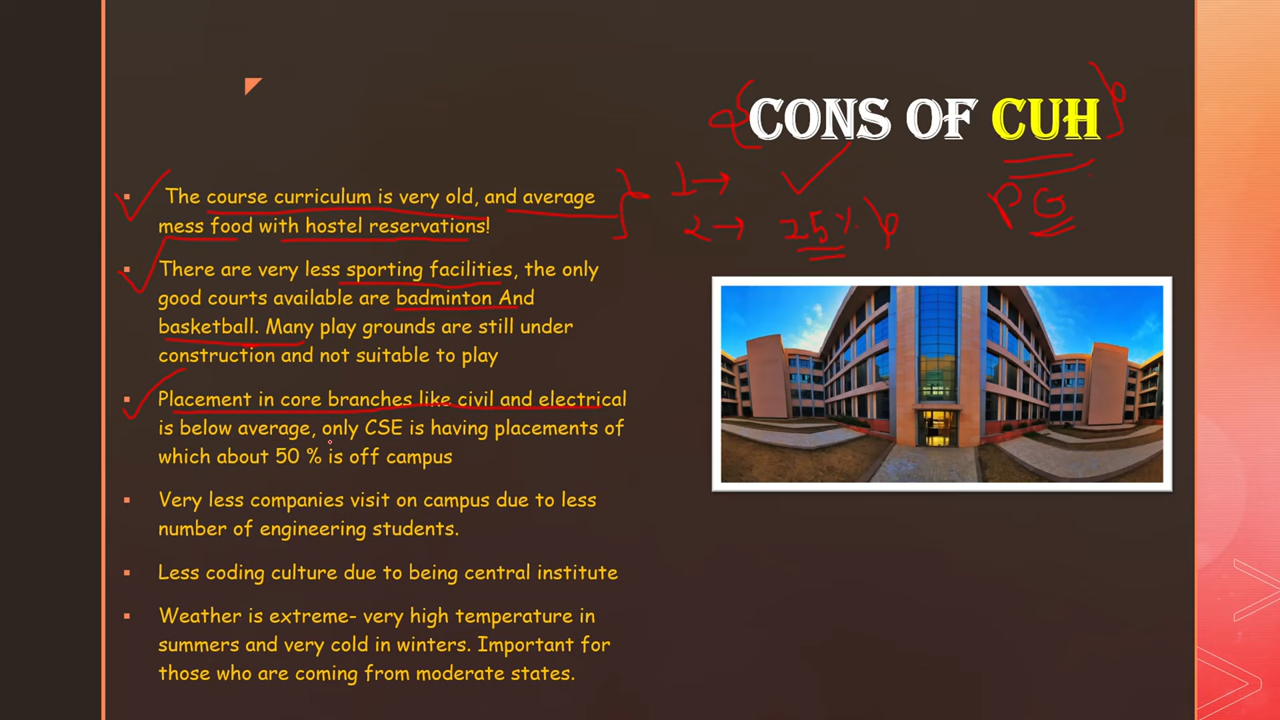 CONS OF CUH
The course curriculum is very old, and average
mess food with hostel reservations!
There are very less sporting facilities, the only
good courts available are badminton And
basketball. Many play grounds are still under
construction and not suitable to play
Placement in core branches like civil and electrical
is below average, only CSE is having placements of
which about 50 % is off campus
Very less companies visit on campus due to less
number of engineering students.
Less coding culture due to being central institute
Weather is extreme- very high temperature in
summers and very cold in winters. Important for
those who are coming from moderate states.
1 →
2 → 25%
PG